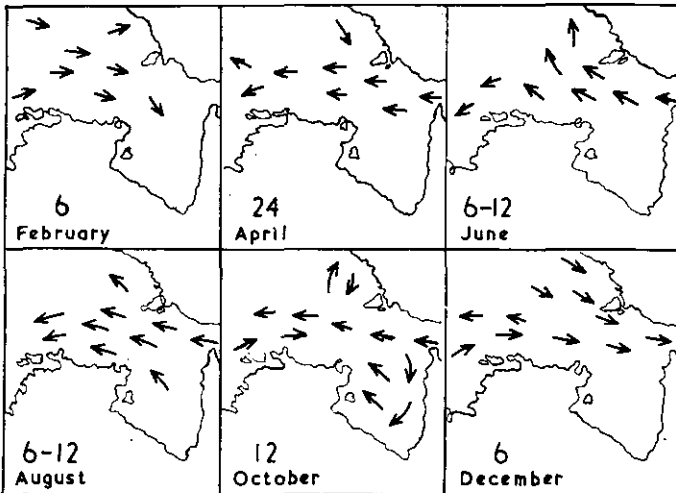 6
February
24
April
6-12
June
6-12
August
12
October
6
December